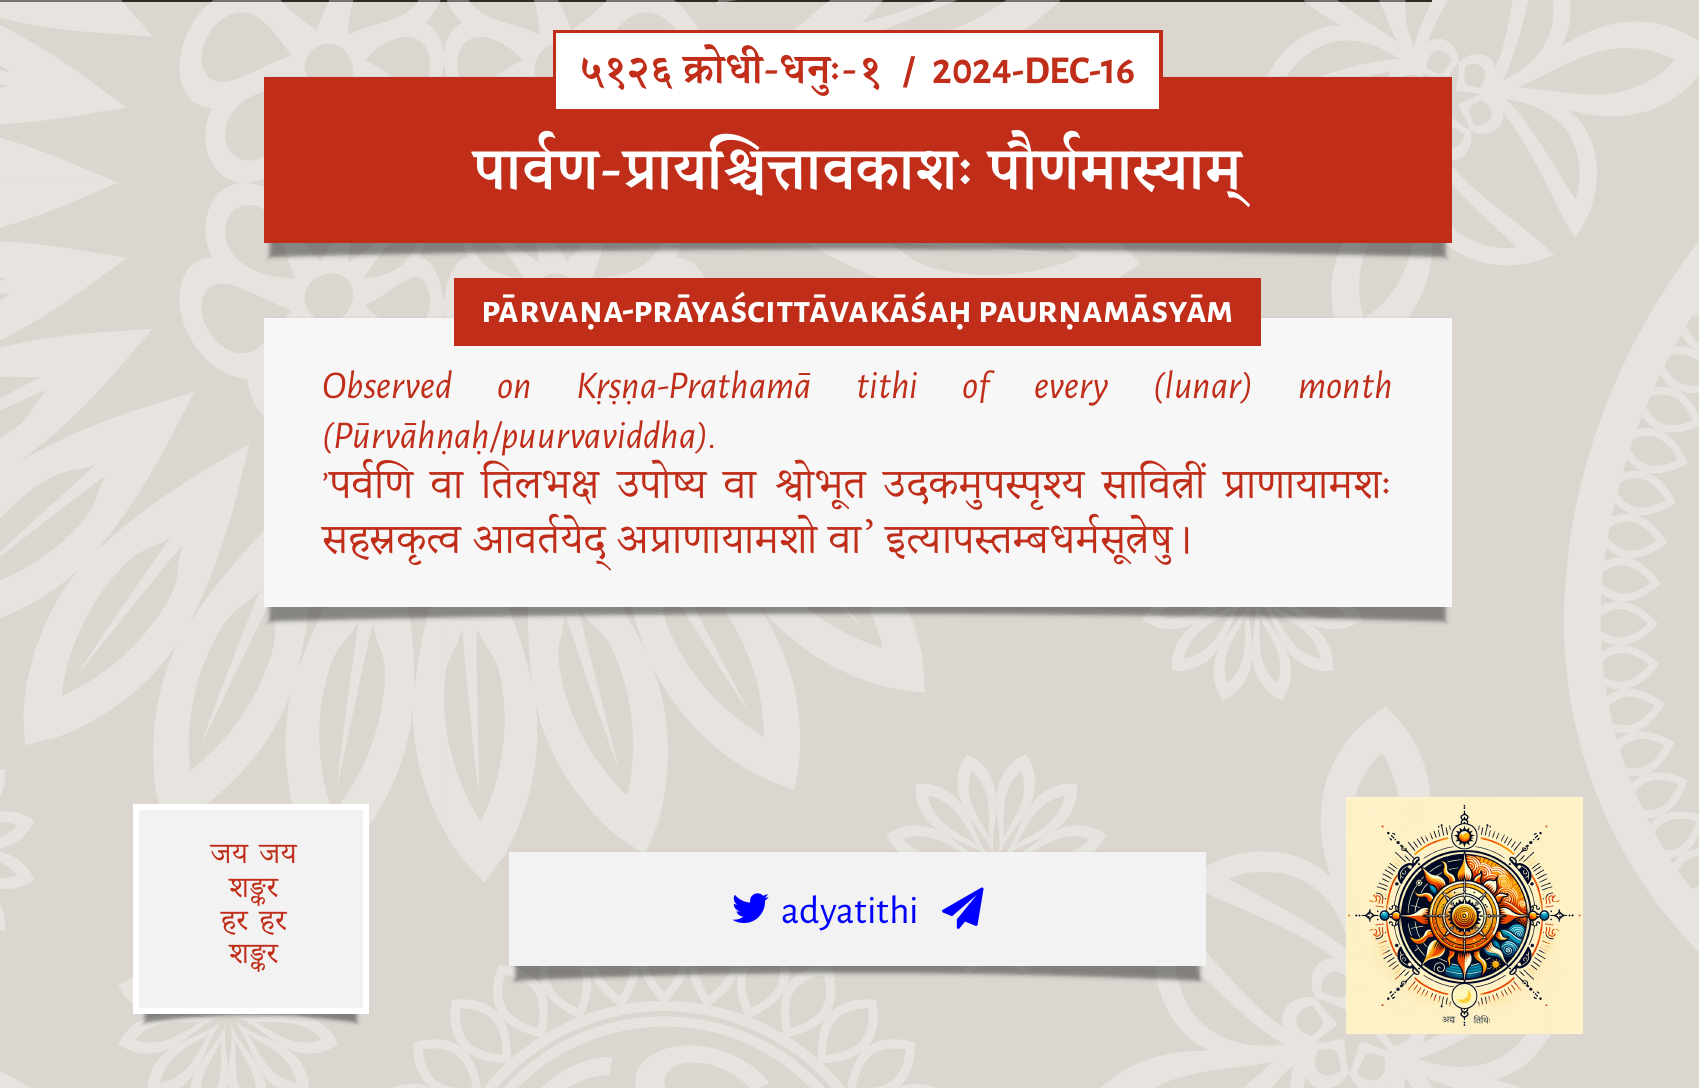 ५१२६ क्रोधी-धनुः-१ / 2024-DEC-16
पार्वण-प्रायश्चित्तावकाशः पौर्णमास्याम्
PĀRVAṆA-PRĀYAŚCITTĀVAKĀŚAḤ PAURṆAMĀSYĀM
Observed on Kṛṣṇa-Prathamā tithi of every (lunar) month
(Pūrvāhṇaḥ/puurvaviddha).
’पर्वणि वा तिलभक्ष उपोष्य वा श्वोभूत उदकमुपस्पृश्य सावित्रीं प्राणायामशः
सहस्रकृत्व आवर्तयेद् अप्राणायामशो वा’ इत्यापस्तम्बधर्मसूत्रेषु।
जय जय
शङ्कर
हर हर
शङ्कर
adyatithi
अद्य तिथिः